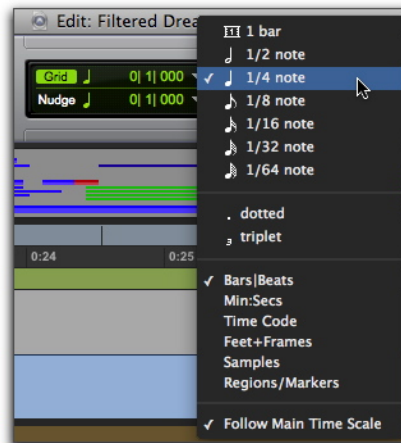 Edit: Filtered Drea
Grid 0| 1| 000
Nudge 0| 1| 000
0:24 0:25
1 bar
1/2 note
1/4 note
1/8 note
1/16 note
1/32 note
1/64 note
. dotted
3 triplet
Bars|Beats
Min:Secs
Time Code
Feet+Frames
Samples
Regions/Markers
Follow Main Time Scale